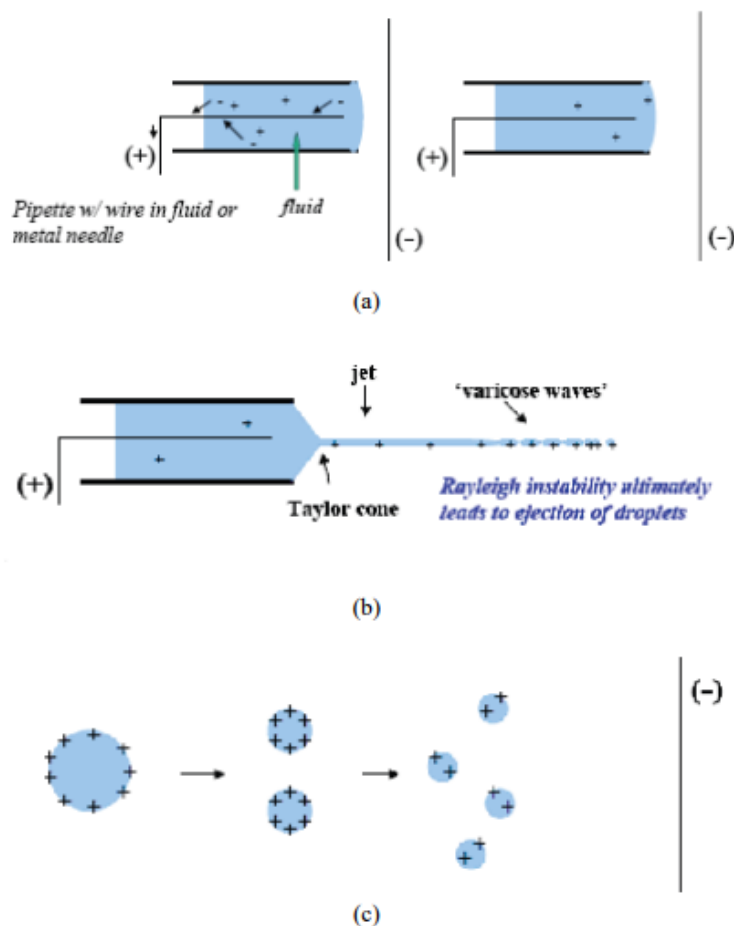 (+)
Pipette w/ wire in fluid or
metal needle
fluid
(-)
(+)
(-)
(a)
jet
'varicose waves'
(+)
Taylor cone
Rayleigh instability ultimately
leads to ejection of droplets
(b)
(-)
(c)